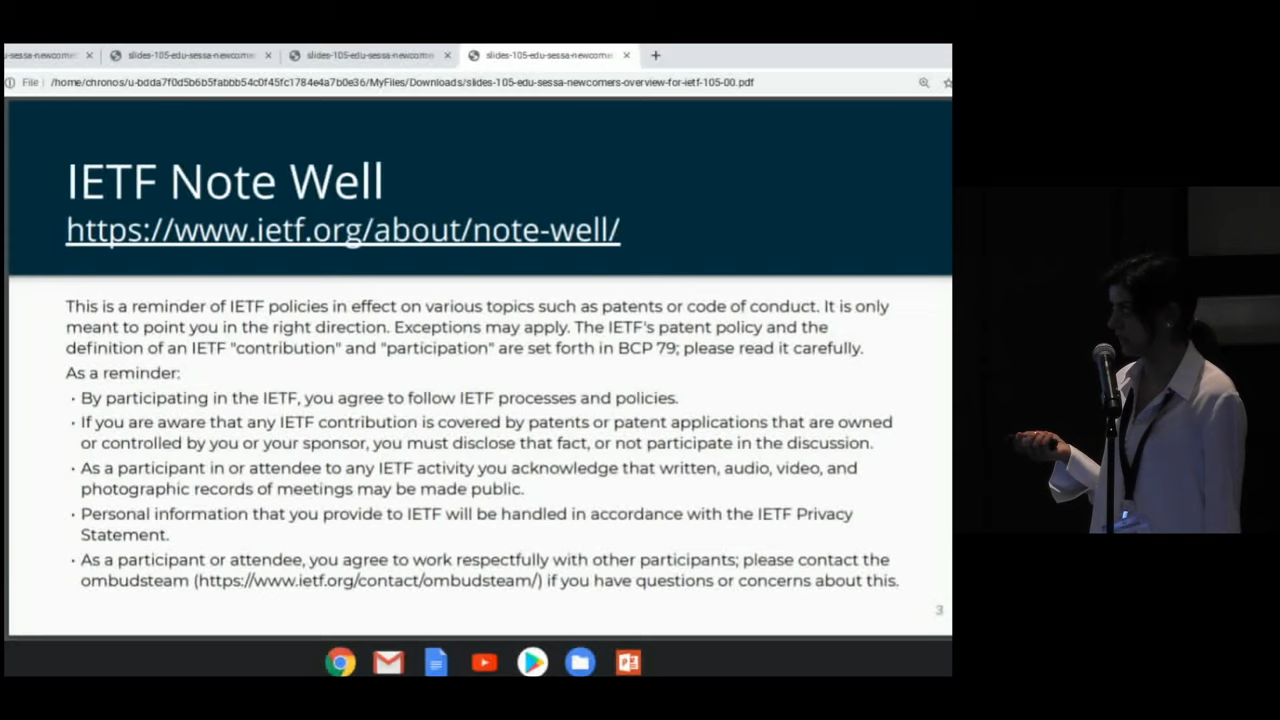 u-sessa-newcomer
slides-105-edu-sessa-newcome
slides-105-edu-sessa-newcome
slides-105-edu-sessa-newcome
File
/home/chronos/u-bdda7f0d5b6b5fabbb54c0f45fc1784e4a7b0e36/MyFiles/Downloads/slides-105-edu-sessa-newcomers-overview-for-ietf-105-00.pdf
IETF Note Well
https://www.ietf.org/about/note-well/
This is a reminder of IETF policies in effect on various topics such as patents or code of conduct. It is only
meant to point you in the right direction. Exceptions may apply. The IETF's patent policy and the
definition of an IETF "contribution" and "participation" are set forth in BCP 79; please read it carefully.
As a reminder:
· By participating in the IETF, you agree to follow IETF processes and policies.
· If you are aware that any IETF contribution is covered by patents or patent applications that are owned
or controlled by you or your sponsor, you must disclose that fact, or not participate in the discussion.
· As a participant in or attendee to any IETF activity you acknowledge that written, audio, video, and
photographic records of meetings may be made public.
· Personal information that you provide to IETF will be handled in accordance with the IETF Privacy
Statement.
· As a participant or attendee, you agree to work respectfully with other participants; please contact the
ombudsteam (https://www.ietf.org/contact/ombudsteam/) if you have questions or concerns about this.
3